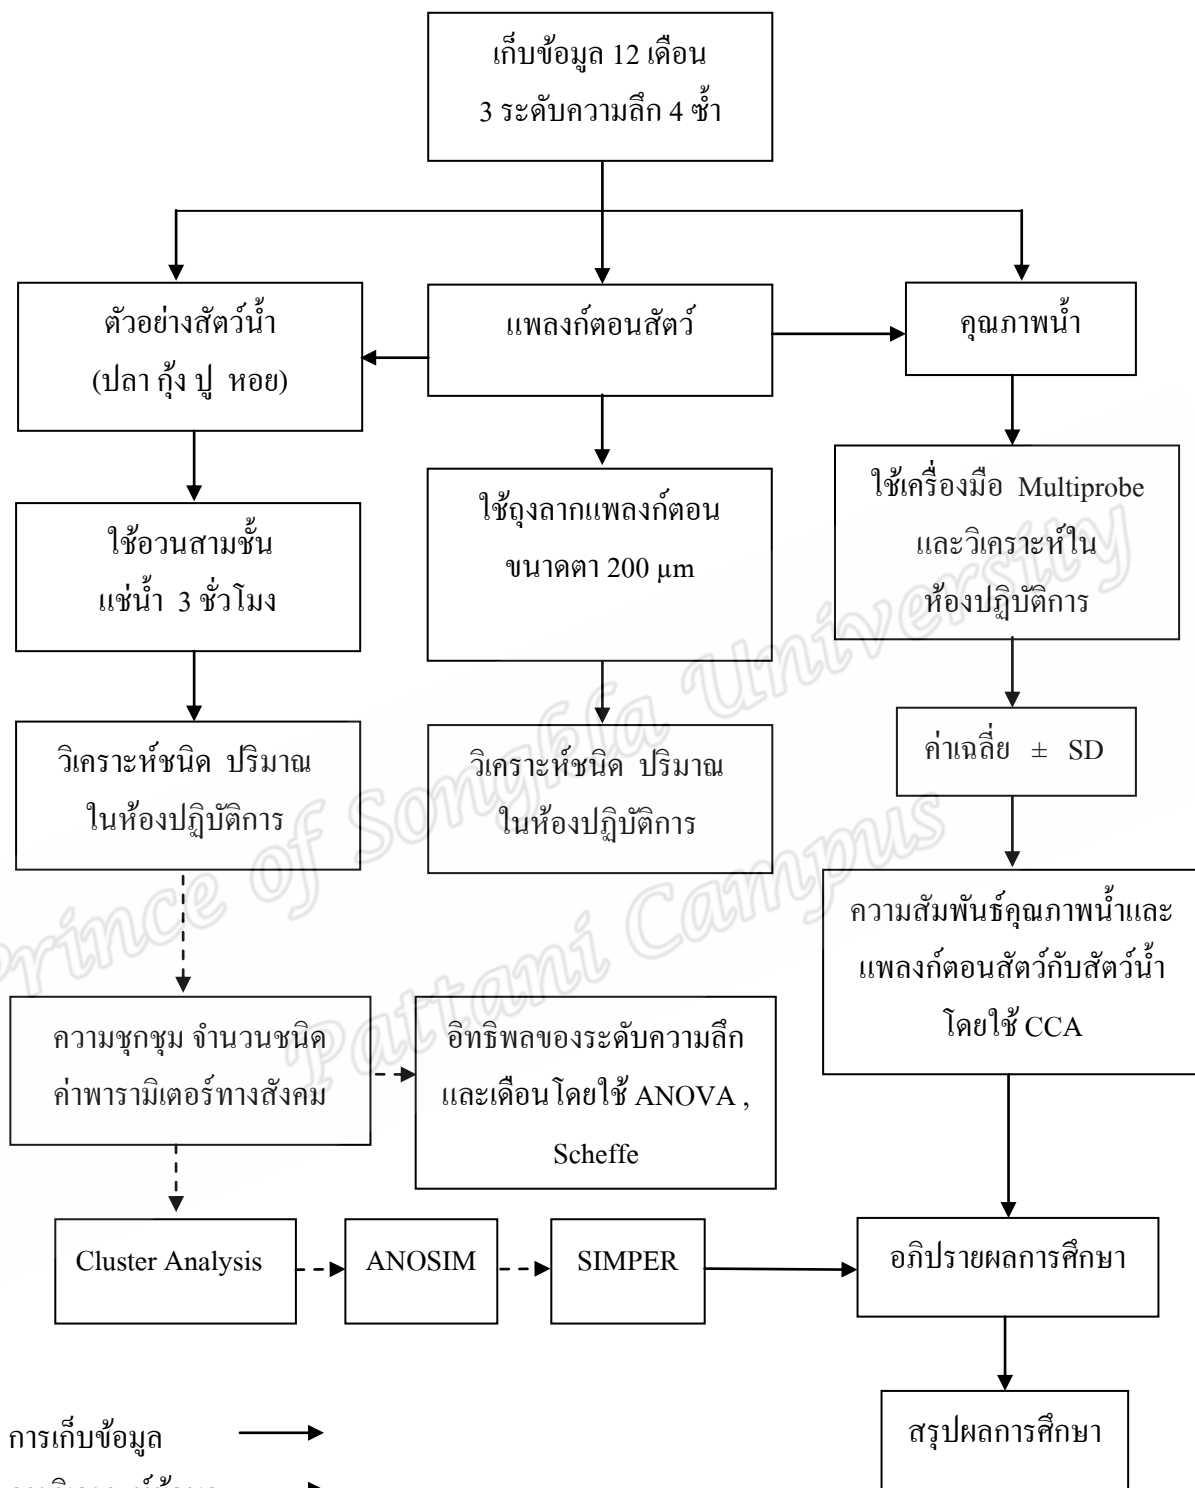 เก็บข้อมูล 12 เดือน
3 ระดับความลึก 4 ซ้ำ
ตัวอย่างสัตว์น้ำ
(ปลา กุ้ง ปู หอย)
แพลงก์ตอนสัตว์
คุณภาพน้ำ
ใช้อวนสามชั้น
แช่น้ำ 3 ชั่วโมง
ใช้ถุงลากแพลงก์ตอน
ขนาดตา 200 µm
ใช้เครื่องมือ Multiprobe
และวิเคราะห์ใน
ห้องปฏิบัติการ
วิเคราะห์ชนิด ปริมาณ
ในห้องปฏิบัติการ
วิเคราะห์ชนิด ปริมาณ
ในห้องปฏิบัติการ
ค่าเฉลี่ย ± SD
ความสัมพันธ์คุณภาพน้ำและ
แพลงก์ตอนสัตว์กับสัตว์น้ำ
โดยใช้ CCA
ความชุกชุม จำนวนชนิด
ค่าพารามิเตอร์ทางสังคม
อิทธิพลของระดับความลึก
และเดือนโดยใช้ ANOVA ,
Scheffe
Cluster Analysis
ANOSIM
SIMPER
อภิปรายผลการศึกษา
สรุปผลการศึกษา
การเก็บข้อมูล
Prince of Songkla University
Pattani Campus